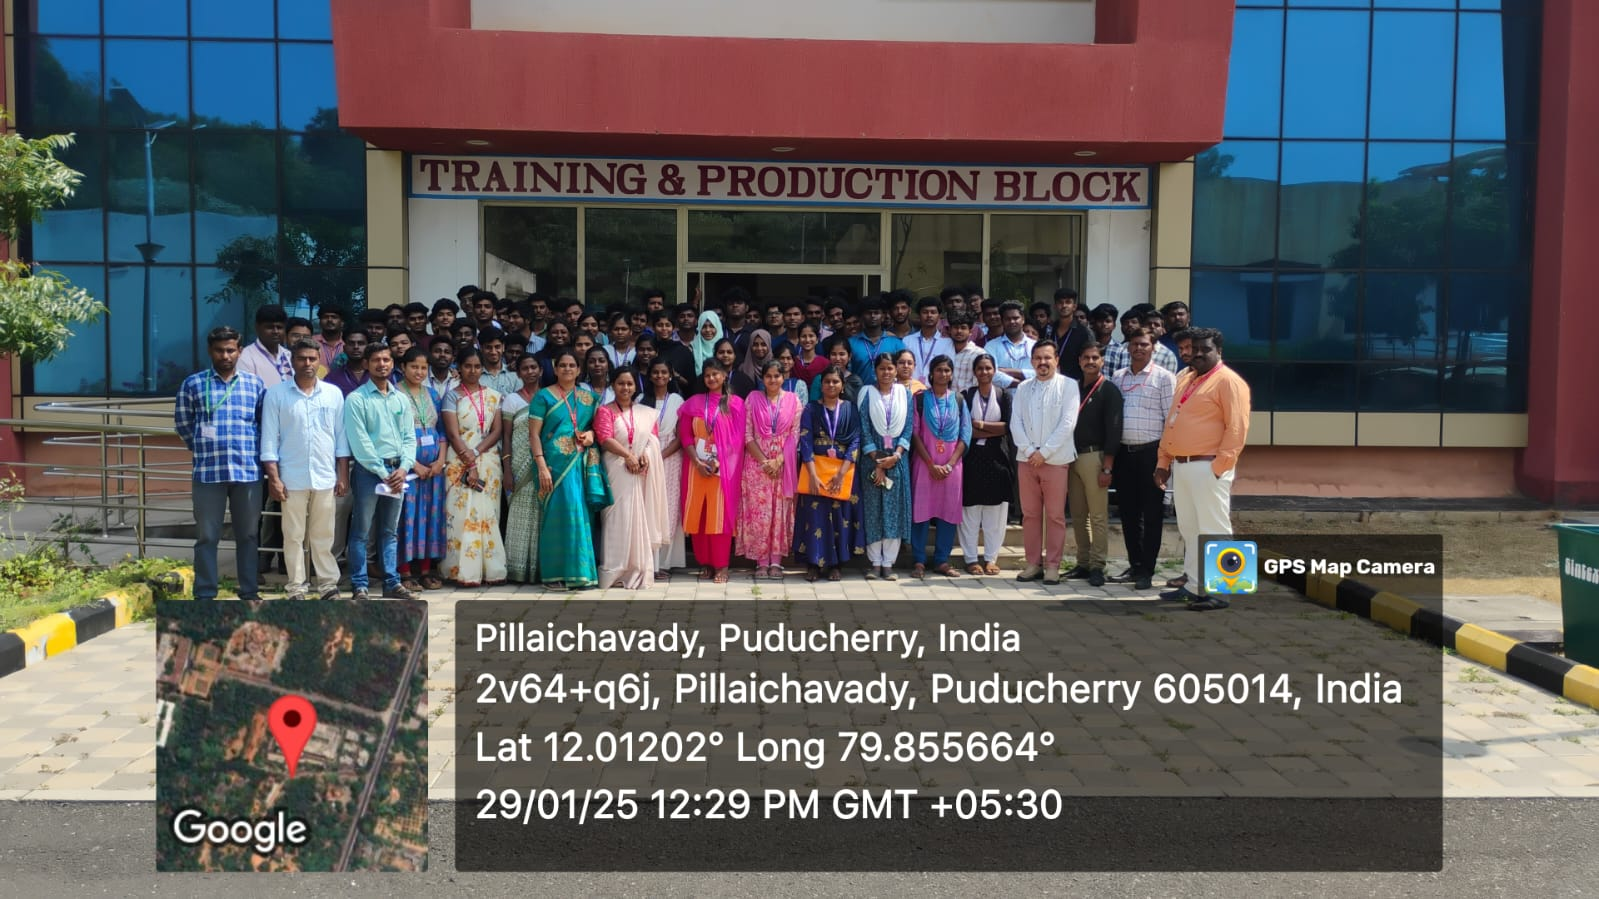 TRAINING & PRODUCTION BLOCK
Sintex
GPS Map Camera
Pillaichavady, Puducherry, India
2v64+q6j, Pillaichavady, Puducherry 605014, India
Lat 12.01202° Long 79.855664°
29/01/25 12:29 PM GMT +05:30
Google